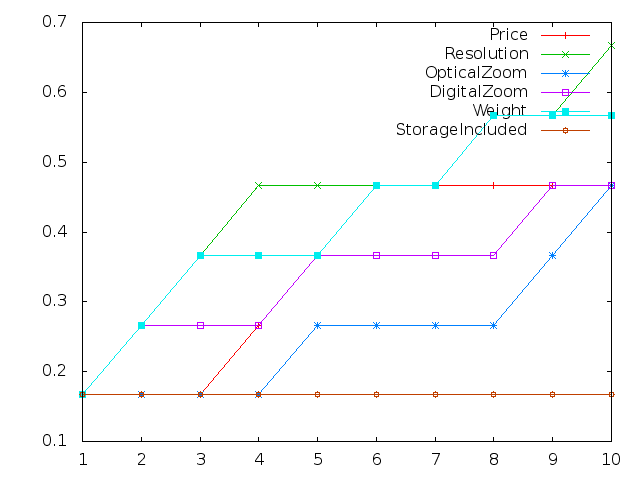 0.7
Price
Resolution
0.6
OpticalZoom
DigitalZoom
Weight
StorageIncluded
0.5
0.4
0.3
0.2
0.1
1 2 3 4 5 6 7 8 9 10